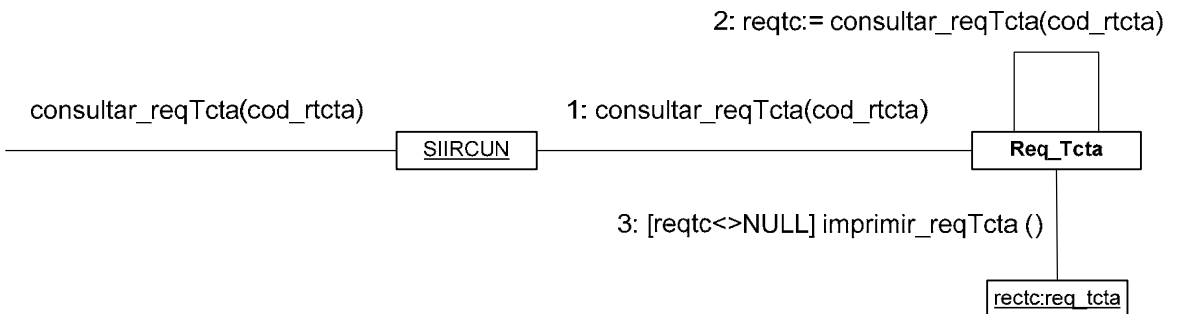 2: reqtc:= consultar_reqTcta(cod_rtcta)
consultar_reqTcta(cod_rtcta)
1: consultar_reqTcta(cod_rtcta)
SIIRCUN
Req_Tcta
3: [reqtc<>NULL] imprimir_reqTcta ()
rectc:req_tcta